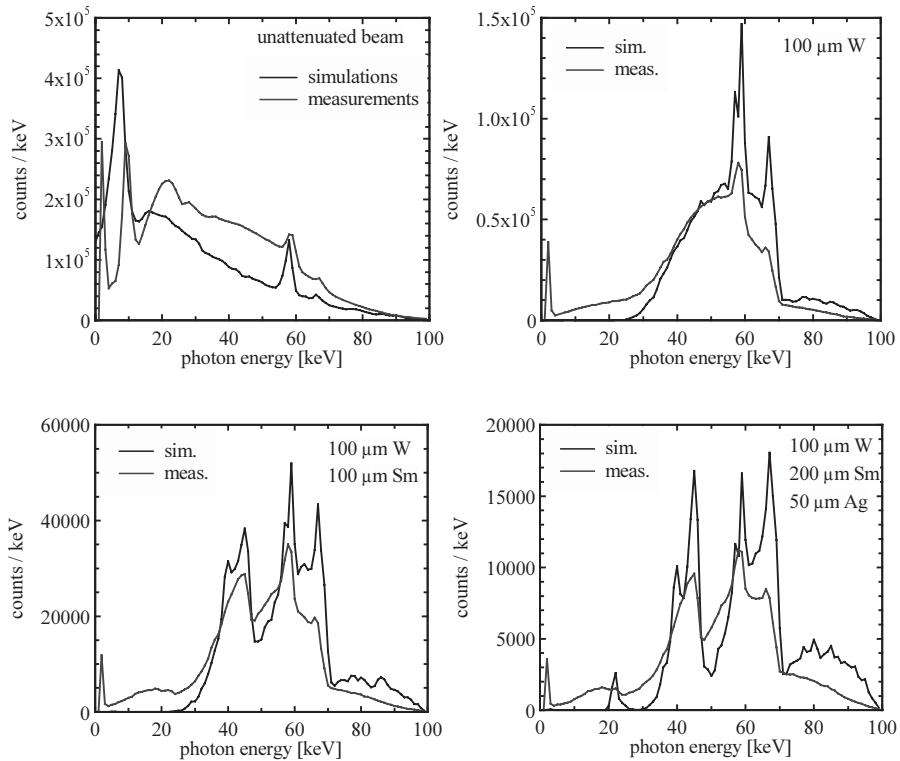 unattenuated beam
simulations
measurements
5x10⁵
4x10⁵
3x10⁵
2x10⁵
1x10⁵
0
counts / keV
0 20 40 60 80 100
photon energy [keV]
sim.
meas.
100 µm W
1.5x10⁵
1.0x10⁵
0.5x10⁵
0
counts / keV
0 20 40 60 80 100
photon energy [keV]
sim.
meas.
100 µm W
100 µm Sm
60000
40000
20000
0
counts / keV
0 20 40 60 80 100
photon energy [keV]
sim.
meas.
100 µm W
200 µm Sm
50 µm Ag
20000
15000
10000
5000
0
counts / keV
0 20 40 60 80 100
photon energy [keV]